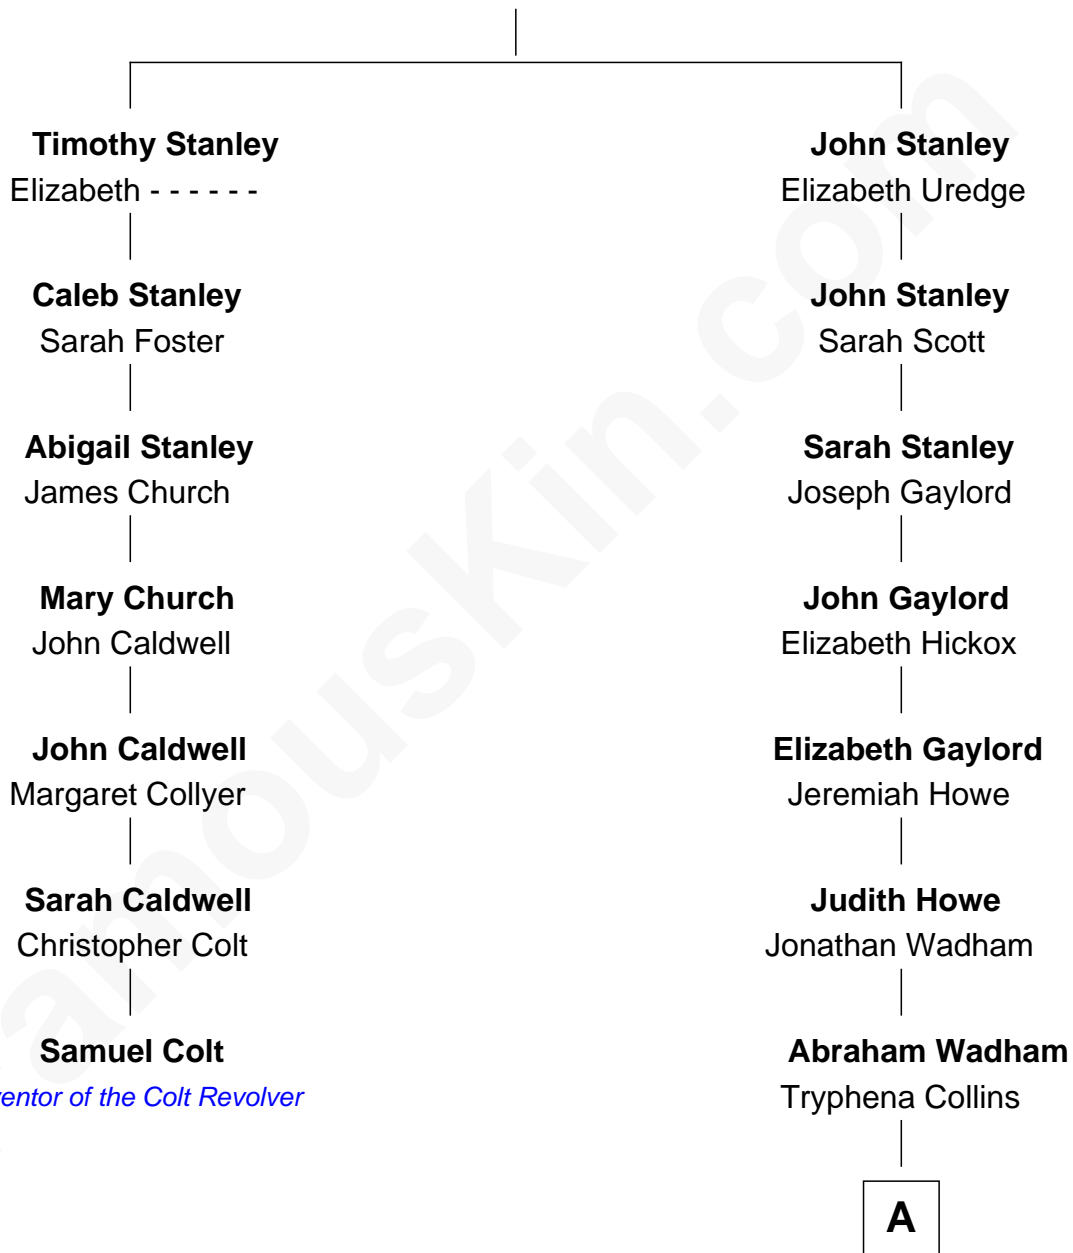 Timothy Stanley
Elizabeth - - - - - -
Caleb Stanley
Sarah Foster
Abigail Stanley
James Church
Mary Church
John Caldwell
John Caldwell
Margaret Collyer
Sarah Caldwell
Christopher Colt
Samuel Colt
entor of the Colt Revolver
John Stanley
Elizabeth Uredge
John Stanley
Sarah Scott
Sarah Stanley
Joseph Gaylord
John Gaylord
Elizabeth Hickox
Elizabeth Gaylord
Jeremiah Howe
Judith Howe
Jonathan Wadham
Abraham Wadham
Tryphena Collins
A
amouskin.com